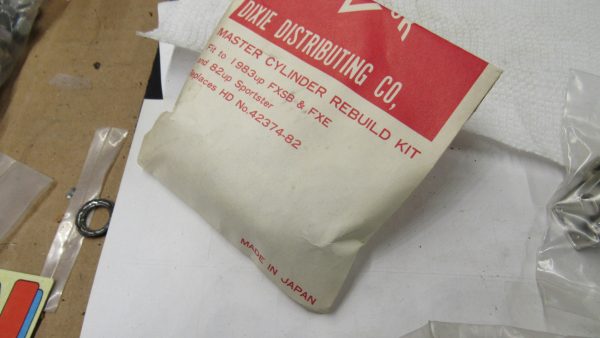 DIXIE DISTRIBUTING CO,
MASTER CYLINDER REBUILD KIT
Fit to 1983up FXSB & FXE
and 82up Sportster
Replaces HD No.42374-82
MADE IN JAPAN